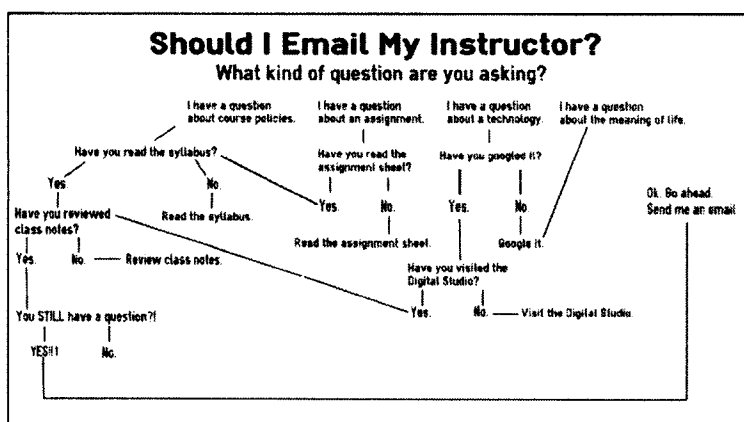 Should I Email My Instructor?
What kind of question are you asking?
I have a question
about course policies.
I have a question
about an assignment.
I have a question
about a technology.
I have a question
about the meaning of life.
Have you read the syllabus?
Have you read the
assignment sheet?
Have you googled it?
Yes.
No.
Read the syllabus.
Yes.
No.
Read the assignment sheet.
Yes.
No.
Google it.
Ok. Go ahead.
Send me an email
Have you reviewed
class notes?
Yes.
No.
Review class notes.
Have you visited the
Digital Studio?
Yes.
No.
Visit the Digital Studio.
You STILL have a question?!
YES!!1
No.